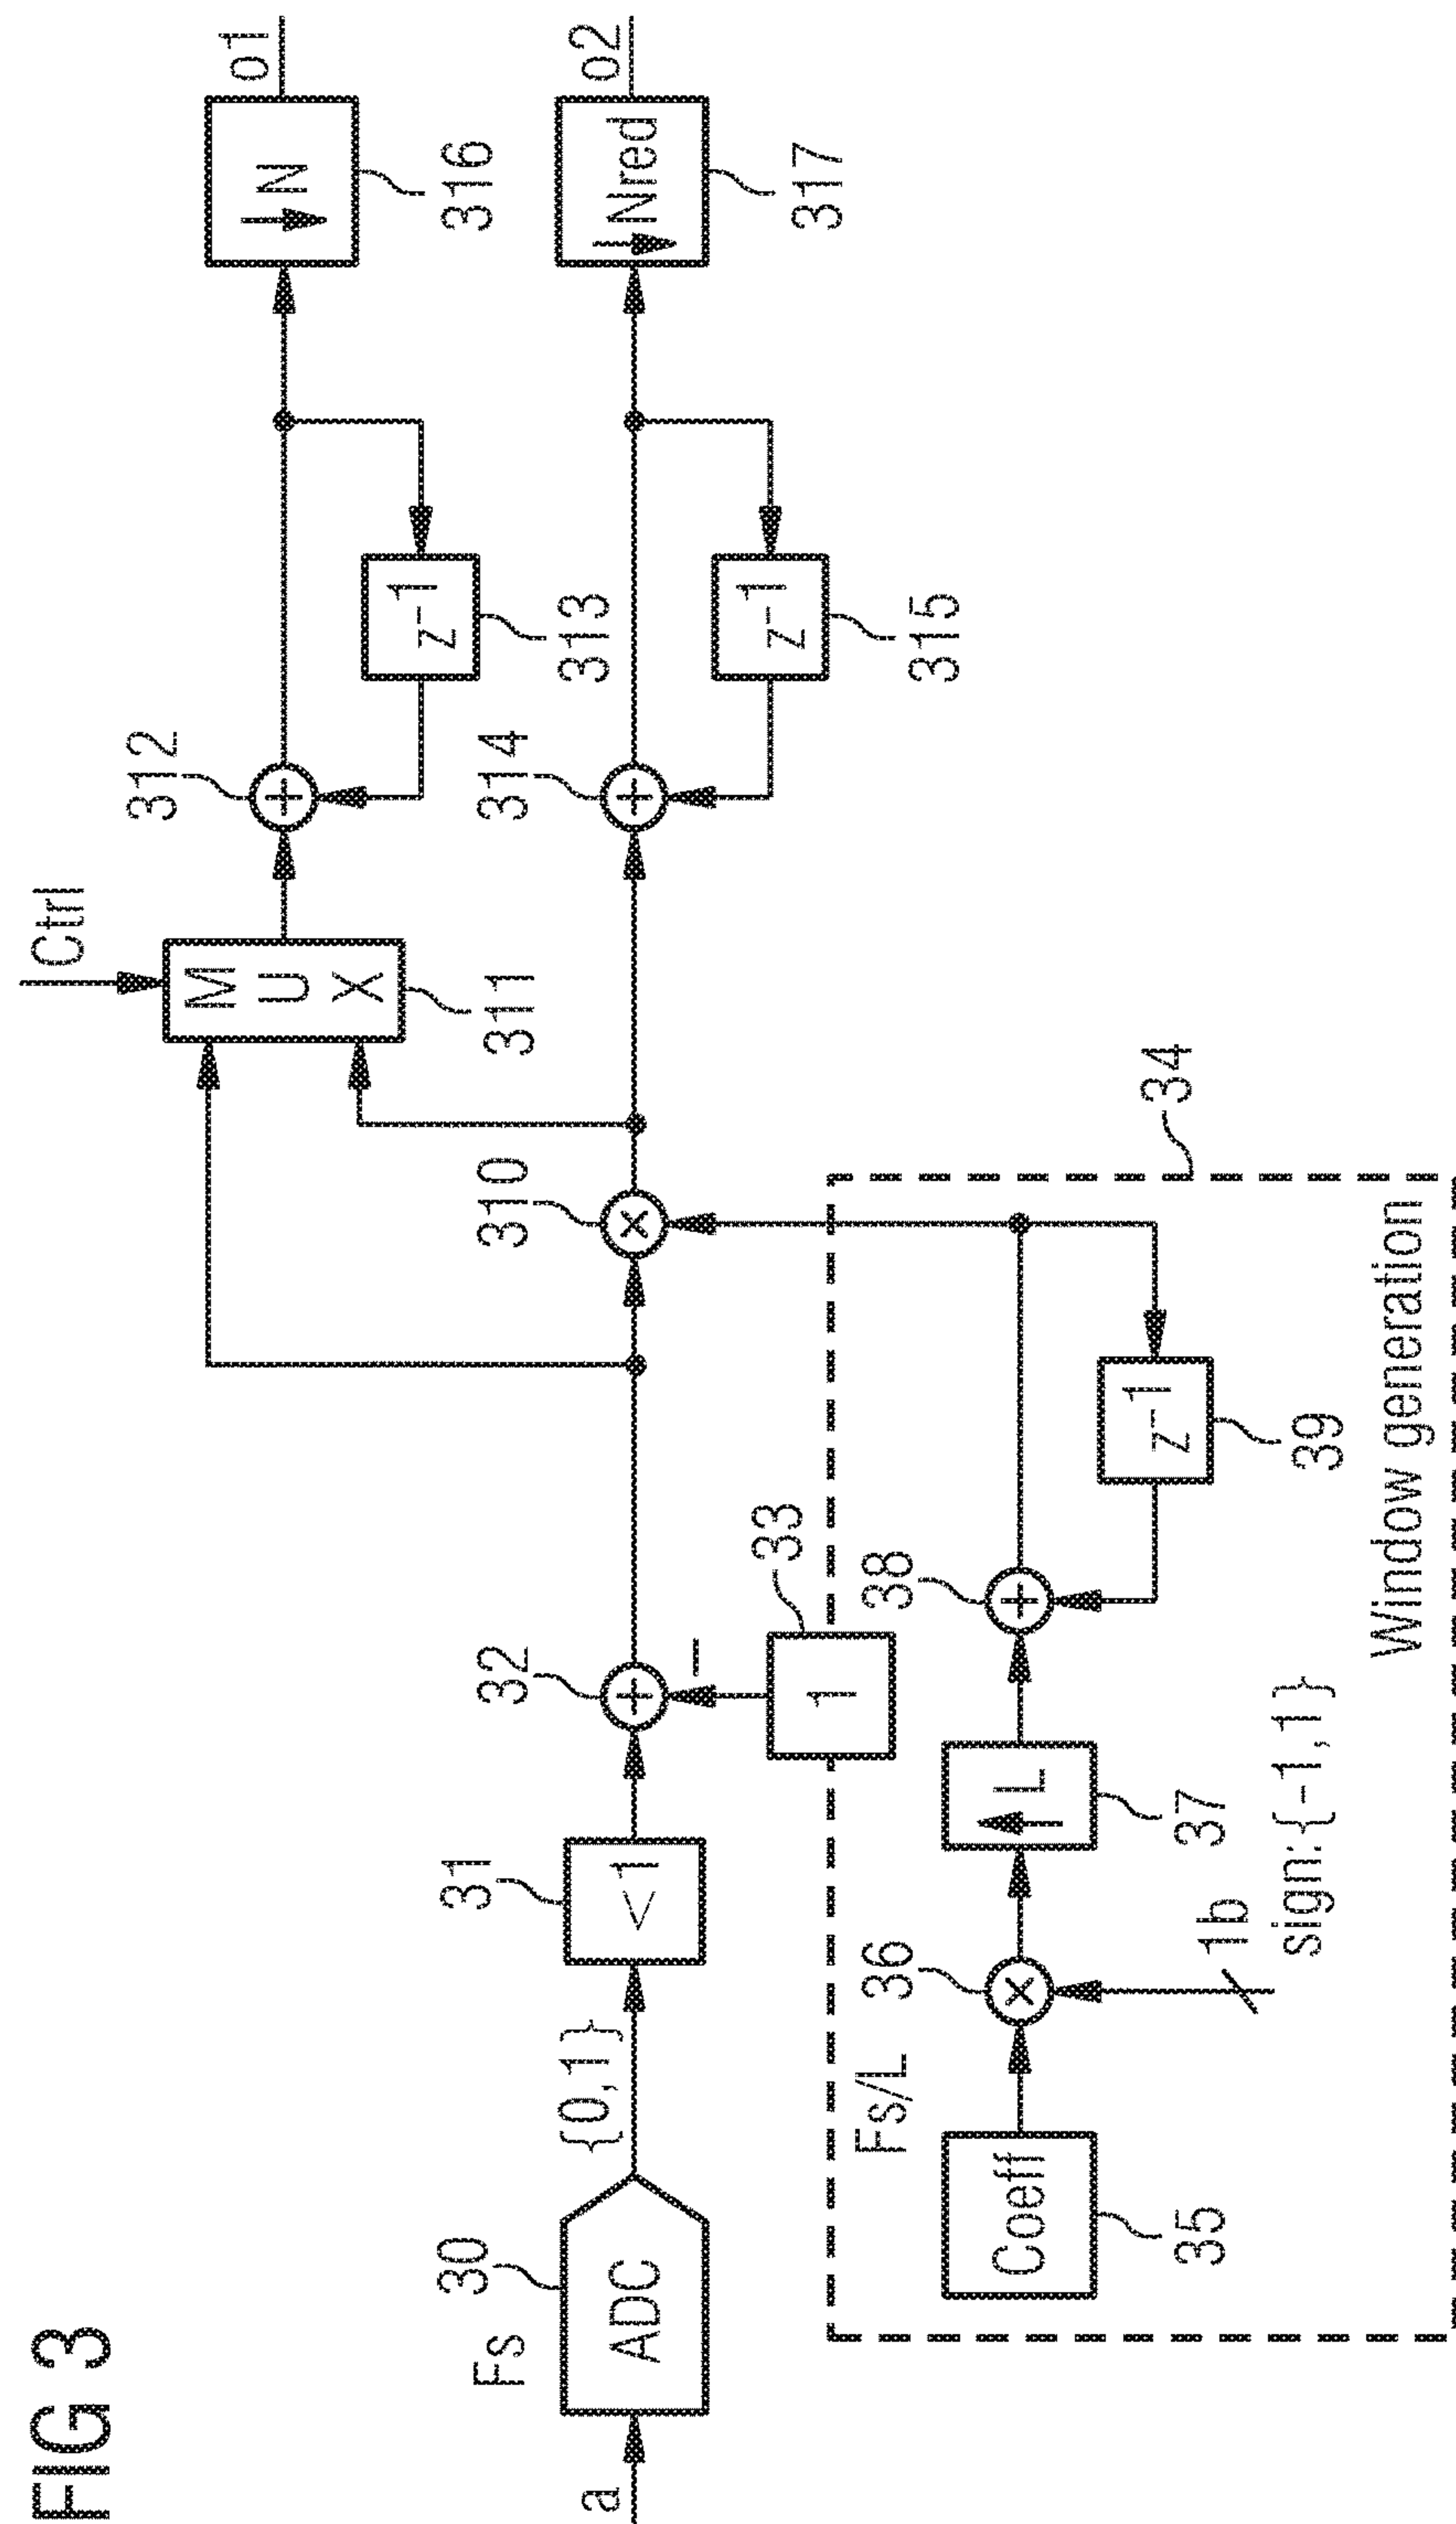 FIG 3
a
Fs
30
ADC
{0,1}
31
<1
32
−
33
1
310
×
Ctrl
MUX
311
312
+
z⁻¹
313
N
316
o1
314
+
z⁻¹
315
Nred
317
o2
34
Fs/L
Coeff
35
36
×
1b
sign:{-1,1}
L
37
38
+
z⁻¹
39
Window generation
+